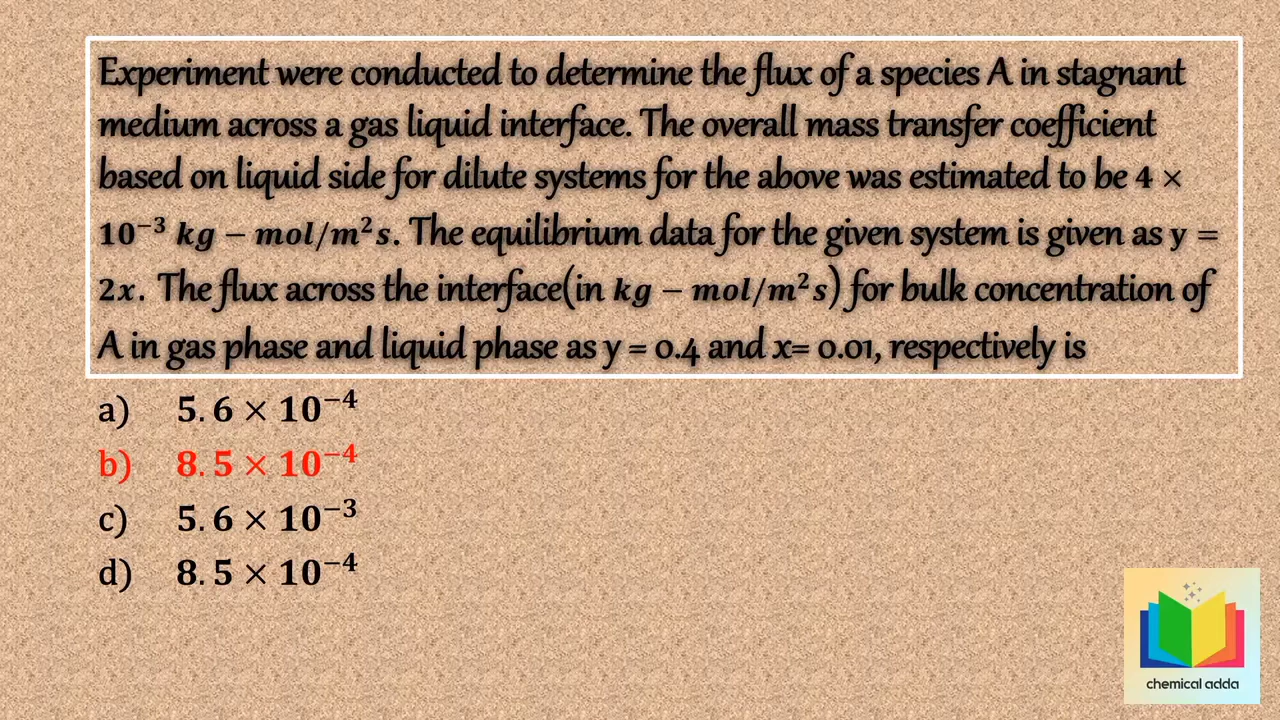 Experiment were conducted to determine the flux of a species A in stagnant
medium across a gas liquid interface. The overall mass transfer coefficient
based on liquid side for dilute systems for the above was estimated to be 4 ×
10⁻³ kg − mol/m²s. The equilibrium data for the given system is given as y =
2x. The flux across the interface(in kg − mol/m²s) for bulk concentration of
A in gas phase and liquid phase as y = 0.4 and x= 0.01, respectively is
a) 5.6 × 10⁻⁴
b) 8.5 × 10⁻⁴
c) 5.6 × 10⁻³
d) 8.5 × 10⁻⁴
chemical adda